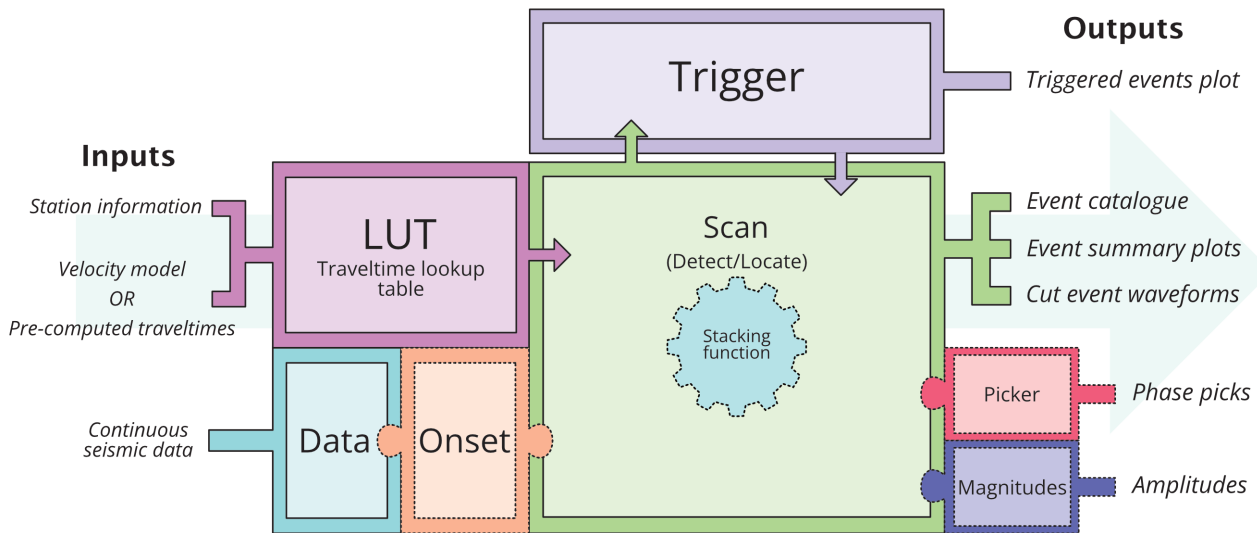 Outputs
Trigger
Triggered events plot
Inputs
Station information
LUT
Traveltime lookup
table
Velocity model
OR
Pre-computed traveltimes
Scan
(Detect/Locate)
Stacking
function
Event catalogue
Event summary plots
Cut event waveforms
Continuous
seismic data
Data
Onset
Picker
Phase picks
Magnitudes
Amplitudes